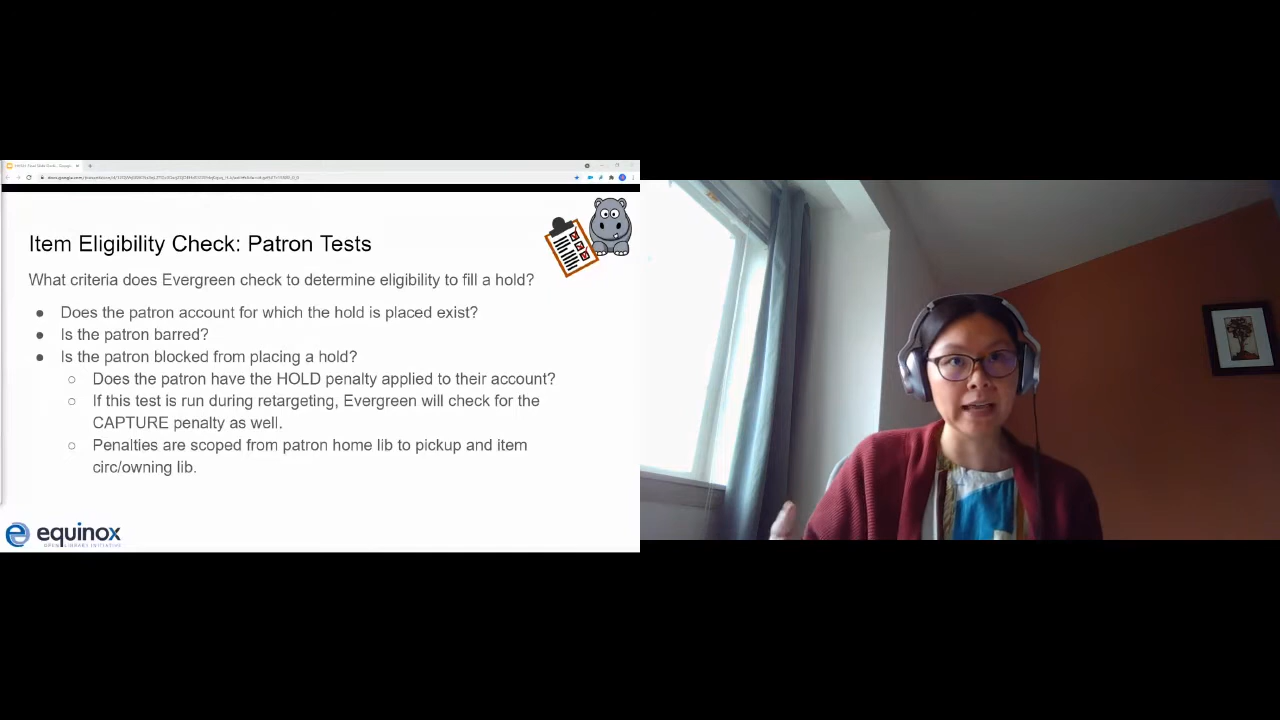 Item Eligibility Check: Patron Tests
What criteria does Evergreen check to determine eligibility to fill a hold?
● Does the patron account for which the hold is placed exist?
● Is the patron barred?
● Is the patron blocked from placing a hold?
○ Does the patron have the HOLD penalty applied to their account?
○ If this test is run during retargeting, Evergreen will check for the
CAPTURE penalty as well.
○ Penalties are scoped from patron home lib to pickup and item
circ/owning lib.
equinox
OPEN LIBRARY INITIATIVE